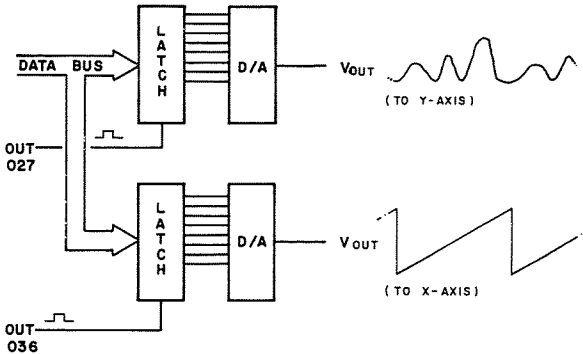 LATCH
DATA BUS
D/A
VOUT
(TO Y-AXIS)
OUT
027
LATCH
D/A
VOUT
(TO X-AXIS)
OUT
036